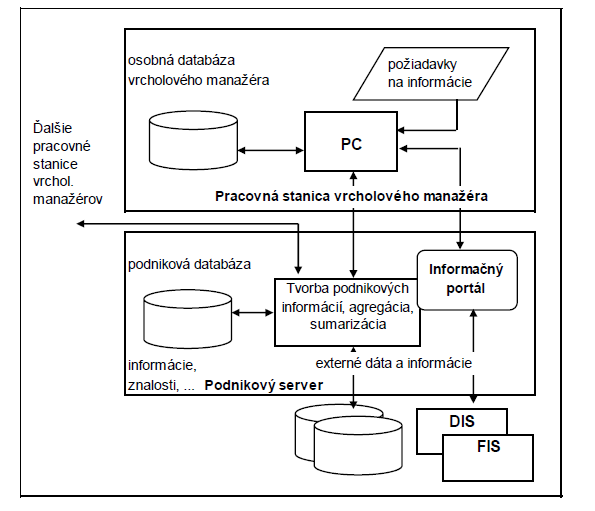 osobná databáza
vrcholového manažéra
požiadavky
na informácie
PC
Ďalšie
pracovné
stanice
vrchol.
manažérov
Pracovná stanica vrcholového manažéra
podniková databáza
Tvorba podnikových
informácií, agregácia,
sumarizácia
Informačný
portál
externé dáta a informácie
informácie,
znalosti, ... Podnikový server
DIS
FIS